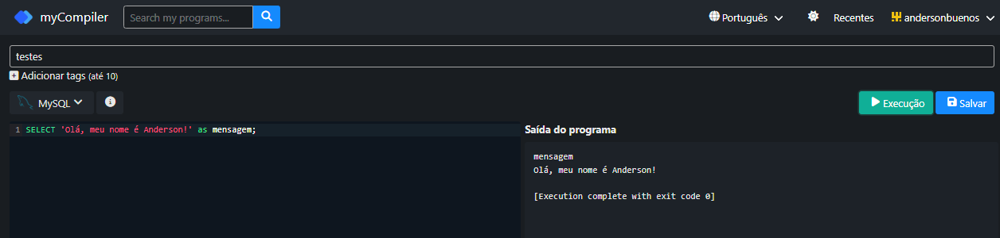 myCompiler
Search my programs...
Português
Recentes
andersonbuenos
testes
Adicionar tags (até 10)
MySQL
Execução
Salvar
1 SELECT 'Olá, meu nome é Anderson!' as mensagem;
Saída do programa
mensagem
Olá, meu nome é Anderson!
[Execution complete with exit code 0]